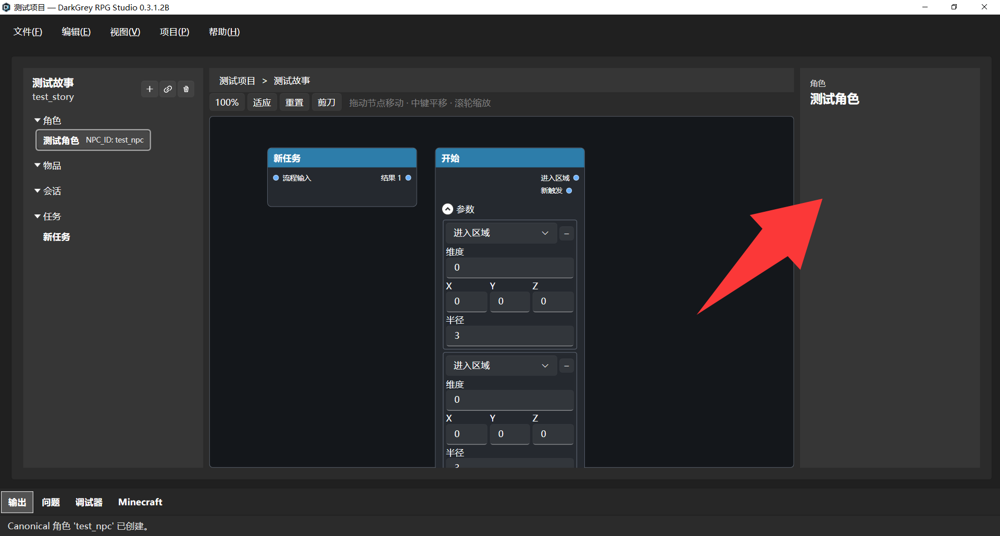 测试项目 — DarkGrey RPG Studio 0.3.1.2B
文件(F) 编辑(E) 视图(V) 项目(P) 帮助(H)
测试故事
test_story
角色
测试角色 NPC_ID: test_npc
物品
会话
任务
新任务
测试项目 > 测试故事
100% 适应 重置 剪刀 拖动节点移动 · 中键平移 · 滚轮缩放
新任务
流程输入 结果 1
开始
进入区域
新触发
参数
进入区域
维度
0
X Y Z
0 0 0
半径
3
进入区域
维度
0
X Y Z
0 0 0
半径
3
角色
测试角色
输出 问题 调试器 Minecraft
Canonical 角色 'test_npc' 已创建。